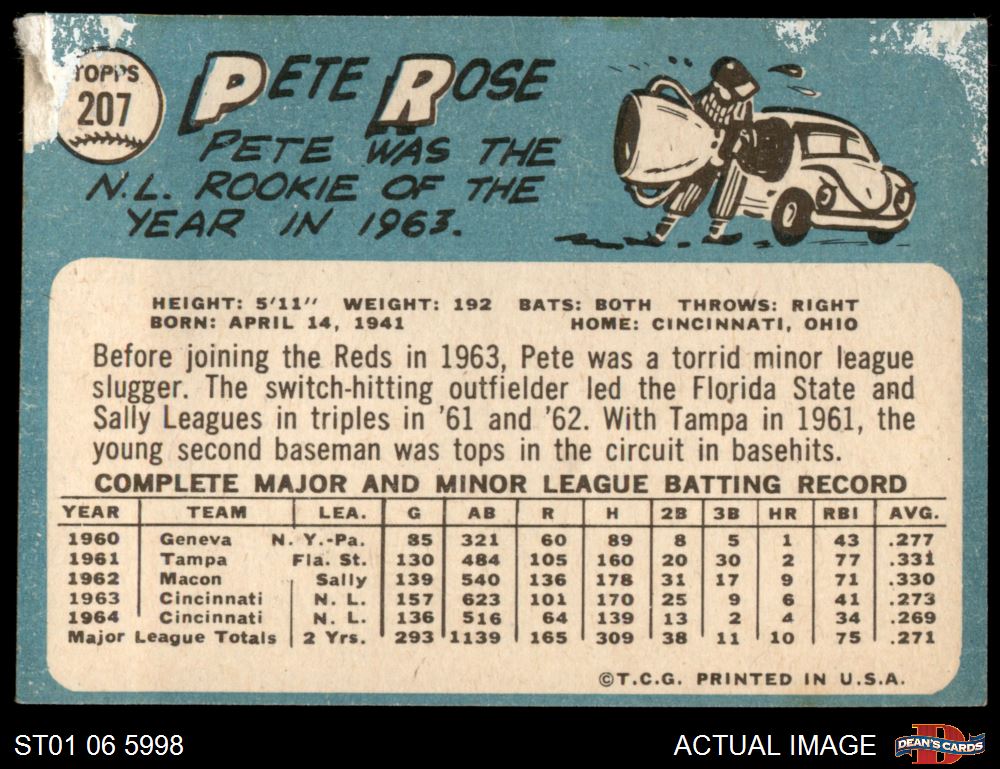 TOPPS
207
PETE ROSE
PETE WAS THE
N.L. ROOKIE OF THE
YEAR IN 1963.
HEIGHT: 5'11" WEIGHT: 192 BATS: BOTH THROWS: RIGHT
BORN: APRIL 14, 1941 HOME: CINCINNATI, OHIO
Before joining the Reds in 1963, Pete was a torrid minor league
slugger. The switch-hitting outfielder led the Florida State and
Sally Leagues in triples in '61 and '62. With Tampa in 1961, the
young second baseman was tops in the circuit in basehits.
COMPLETE MAJOR AND MINOR LEAGUE BATTING RECORD
YEAR TEAM LEA. G AB R H 2B 3B HR RBI AVG.
1960 Geneva N. Y.-Pa. 85 321 60 89 8 5 1 43 .277
1961 Tampa Fla. St. 130 484 105 160 20 30 2 77 .331
1962 Macon Sally 139 540 136 178 31 17 9 71 .330
1963 Cincinnati N. L. 157 623 101 170 25 9 6 41 .273
1964 Cincinnati N. L. 136 516 64 139 13 2 4 34 .269
Major League Totals 2 Yrs. 293 1139 165 309 38 11 10 75 .271
©T.C.G. PRINTED IN U.S.A.
ST01 06 5998 ACTUAL IMAGE D DEAN'S CARDS